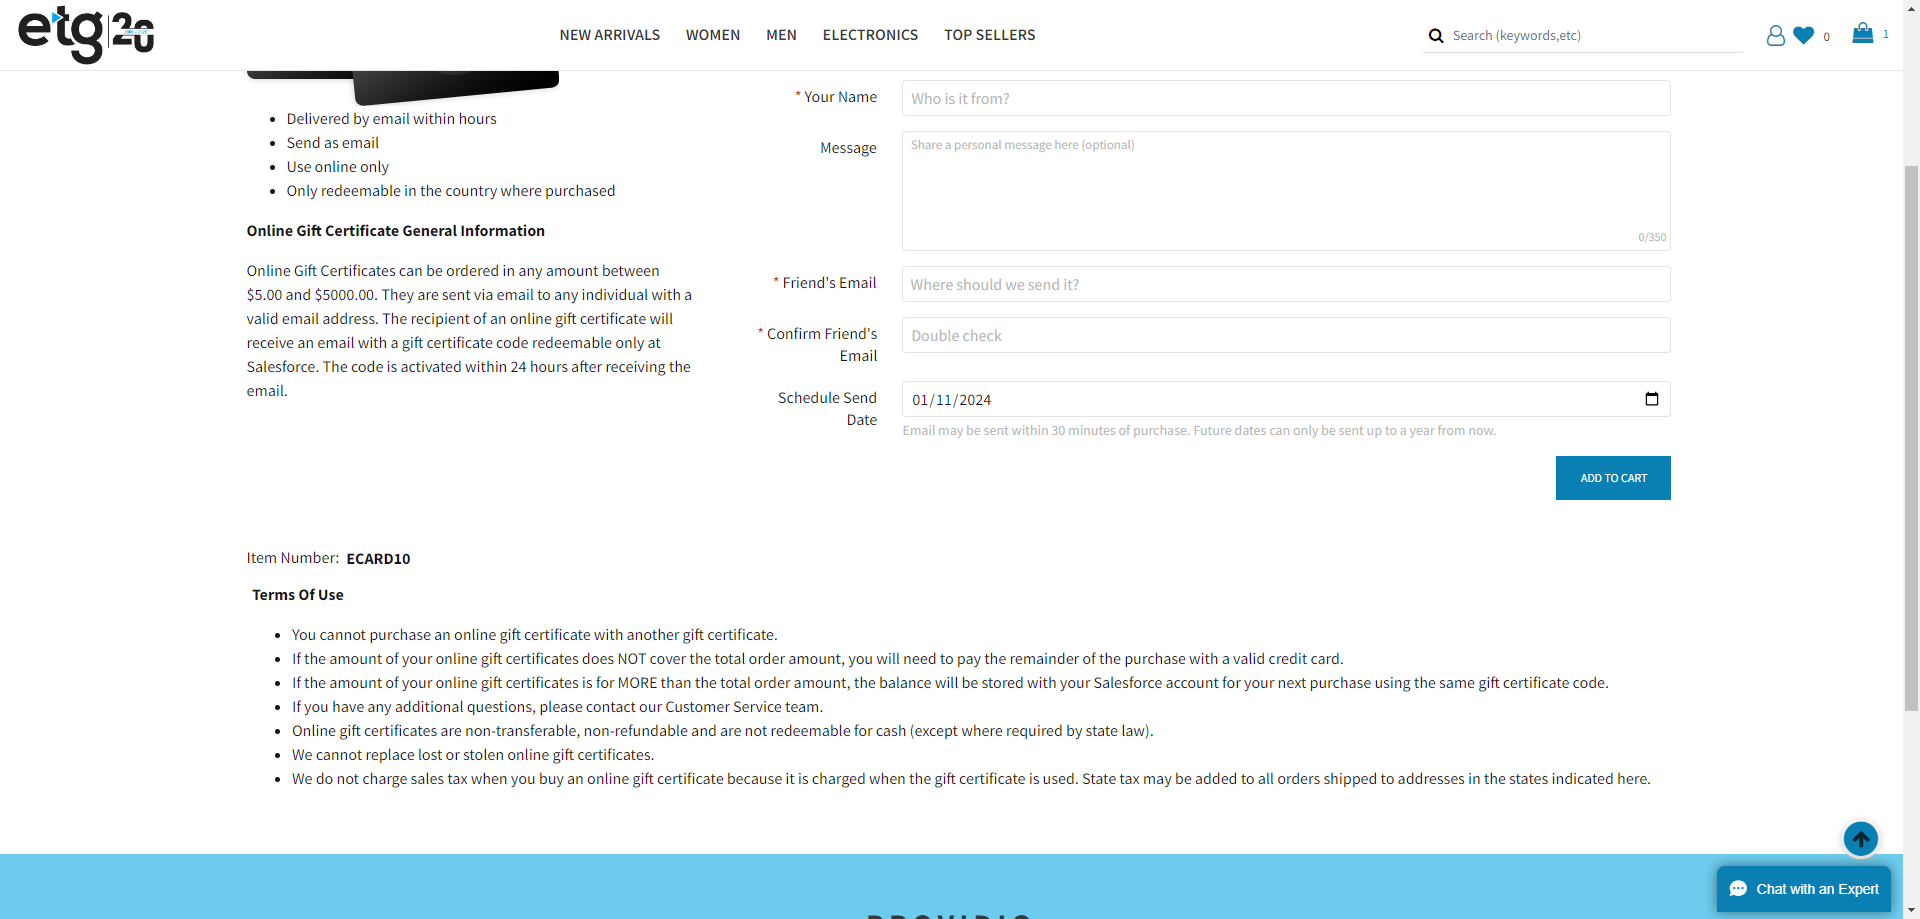 etg 20
NEW ARRIVALS WOMEN MEN ELECTRONICS TOP SELLERS
Search (keywords,etc)
0
1
* Your Name
Who is it from?
Message
Share a personal message here (optional)
0/350
* Friend's Email
Where should we send it?
* Confirm Friend's
Email
Double check
Schedule Send
Date
01/11/2024
Email may be sent within 30 minutes of purchase. Future dates can only be sent up to a year from now.
ADD TO CART
• Delivered by email within hours
• Send as email
• Use online only
• Only redeemable in the country where purchased
Online Gift Certificate General Information
Online Gift Certificates can be ordered in any amount between
$5.00 and $5000.00. They are sent via email to any individual with a
valid email address. The recipient of an online gift certificate will
receive an email with a gift certificate code redeemable only at
Salesforce. The code is activated within 24 hours after receiving the
email.
Item Number: ECARD10
Terms Of Use
• You cannot purchase an online gift certificate with another gift certificate.
• If the amount of your online gift certificates does NOT cover the total order amount, you will need to pay the remainder of the purchase with a valid credit card.
• If the amount of your online gift certificates is for MORE than the total order amount, the balance will be stored with your Salesforce account for your next purchase using the same gift certificate code.
• If you have any additional questions, please contact our Customer Service team.
• Online gift certificates are non-transferable, non-refundable and are not redeemable for cash (except where required by state law).
• We cannot replace lost or stolen online gift certificates.
• We do not charge sales tax when you buy an online gift certificate because it is charged when the gift certificate is used. State tax may be added to all orders shipped to addresses in the states indicated here.
Chat with an Expert